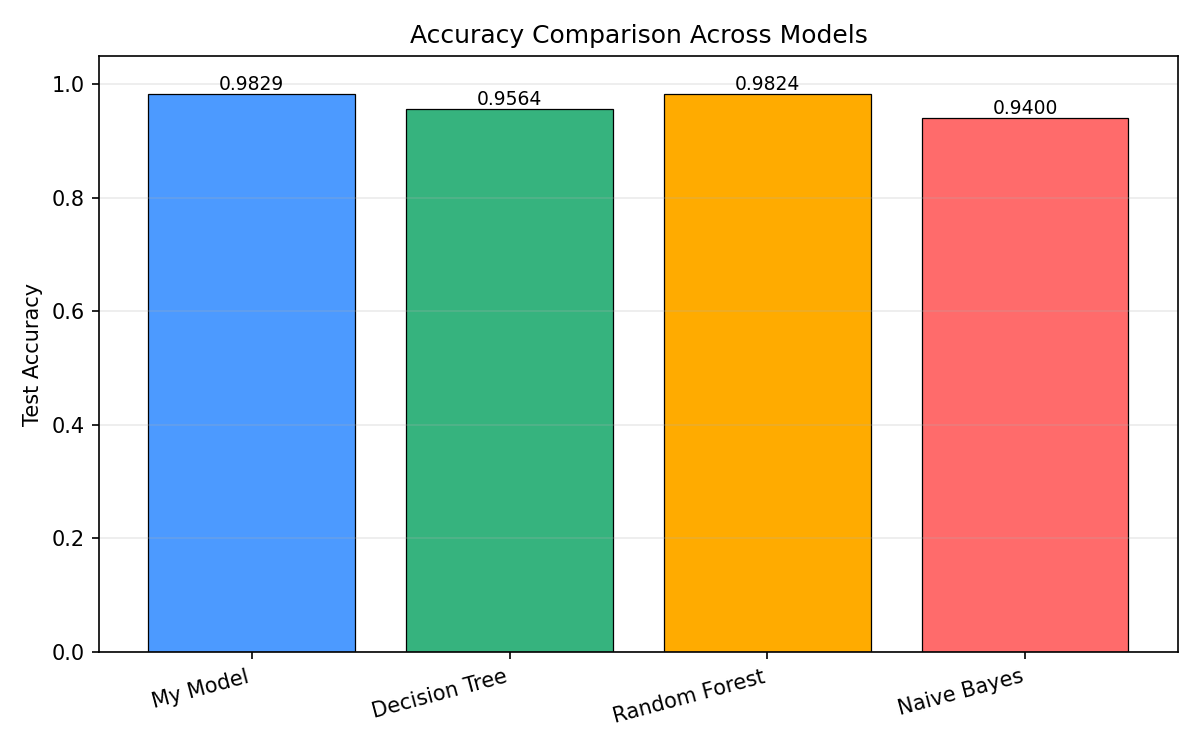 Accuracy Comparison Across Models
Test Accuracy
1.0
0.8
0.6
0.4
0.2
0.0
0.9829
0.9564
0.9824
0.9400
My Model
Decision Tree
Random Forest
Naive Bayes